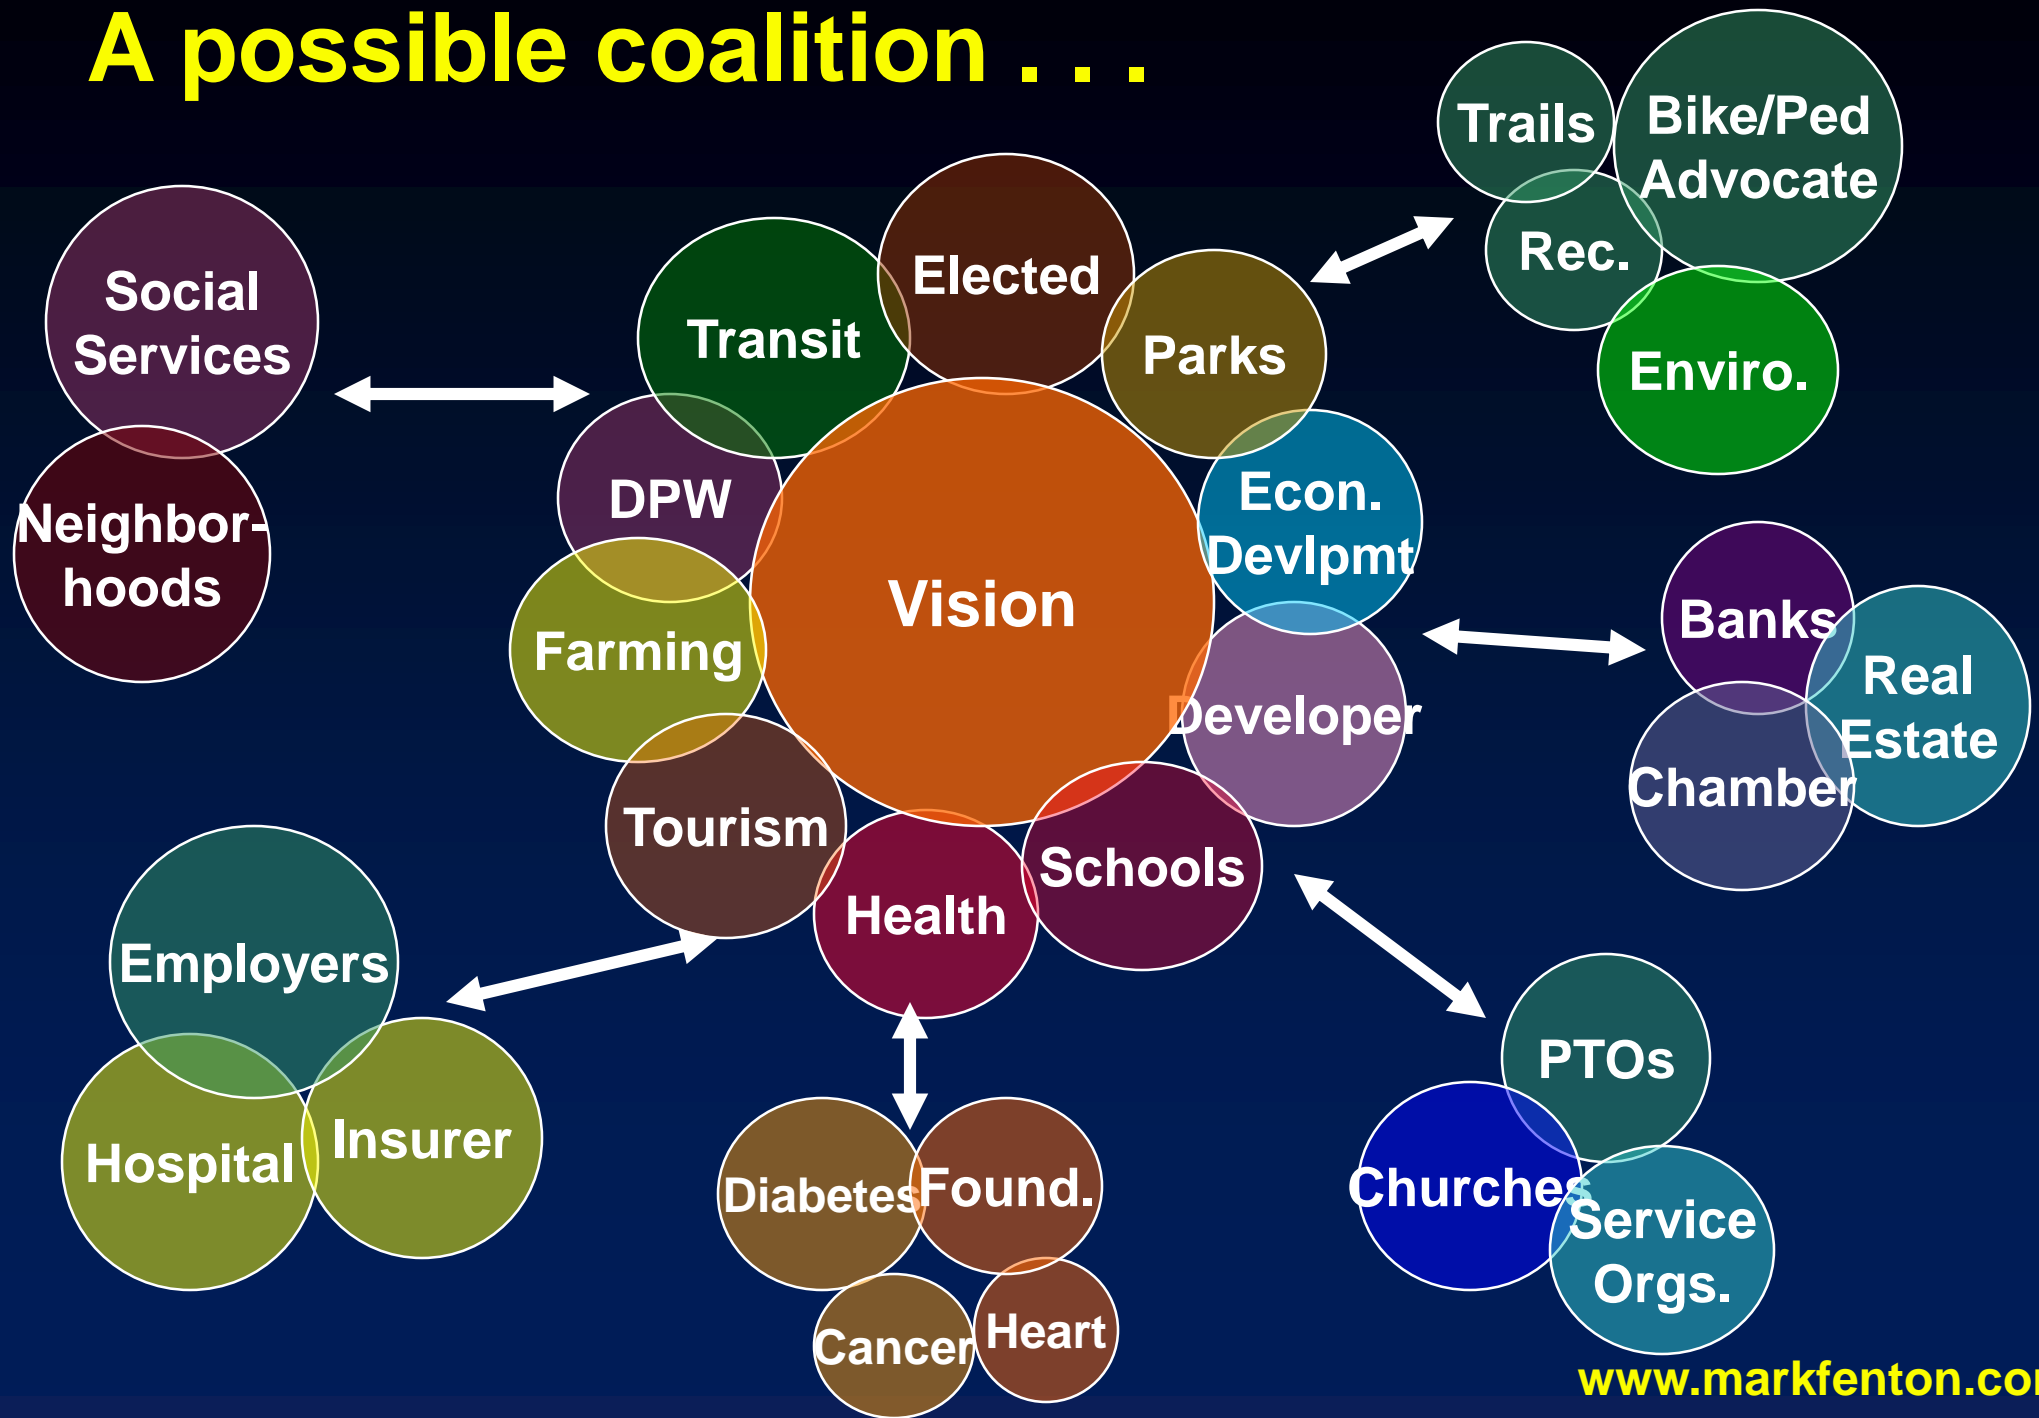 A possible coalition . . .
Trails
Bike/Ped
Advocate
Rec.
Enviro.
Social
Services
Neighbor-
hoods
Elected
Transit
Parks
DPW
Econ.
Devlpmt
Vision
Farming
Developer
Tourism
Schools
Health
Banks
Real
Estate
Chamber
Employers
Hospital
Insurer
Diabetes
Found.
Cancer
Heart
PTOs
Churches
Service
Orgs.
www.markfenton.com